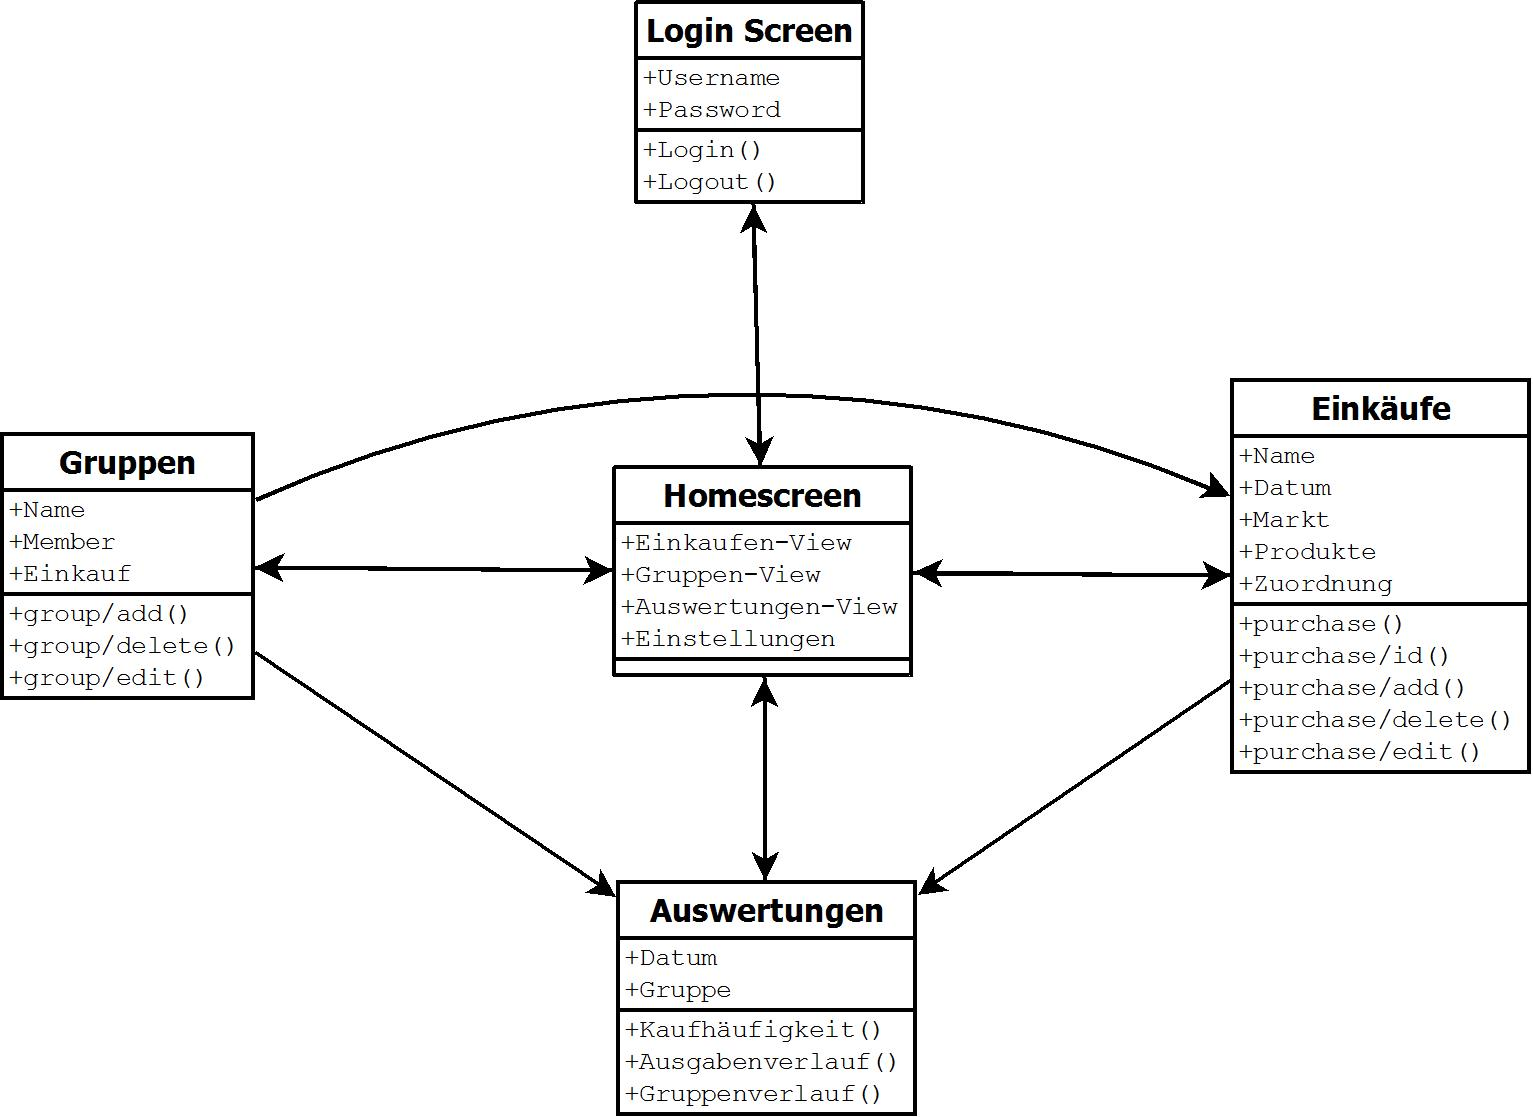 Login Screen
+Username
+Password
+Login()
+Logout()
Gruppen
+Name
+Member
+Einkauf
+group/add()
+group/delete()
+group/edit()
Homescreen
+Einkaufen-View
+Gruppen-View
+Auswertungen-View
+Einstellungen
Einkäufe
+Name
+Datum
+Markt
+Produkte
+Zuordnung
+purchase()
+purchase/id()
+purchase/add()
+purchase/delete()
+purchase/edit()
Auswertungen
+Datum
+Gruppe
+Kaufhäufigkeit()
+Ausgabenverlauf()
+Gruppenverlauf()